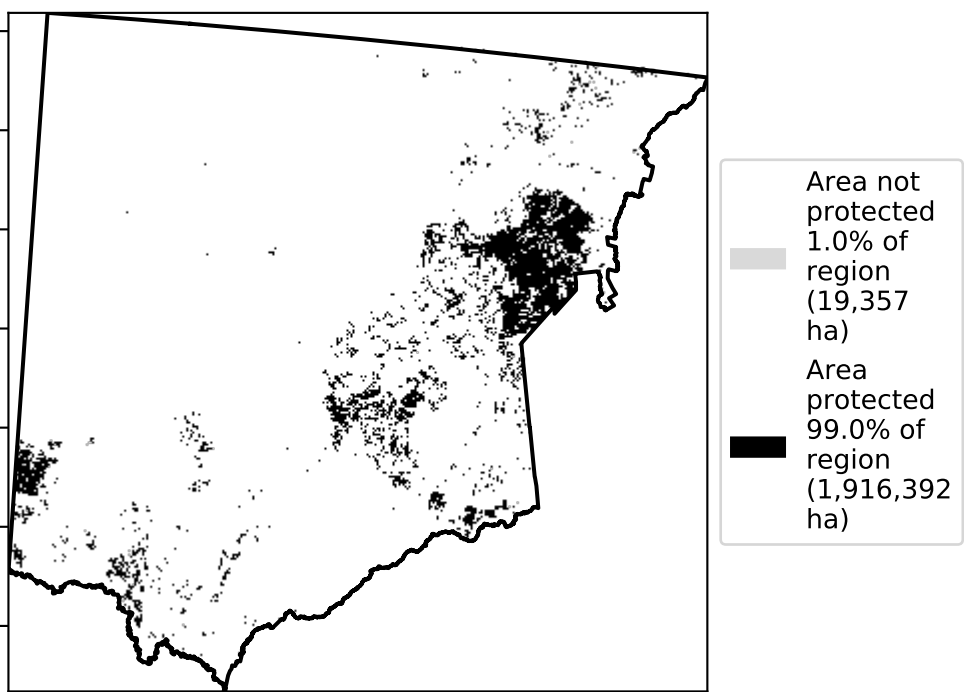 Area not
protected
1.0% of
region
(19,357
ha)
Area
protected
99.0% of
region
(1,916,392
ha)